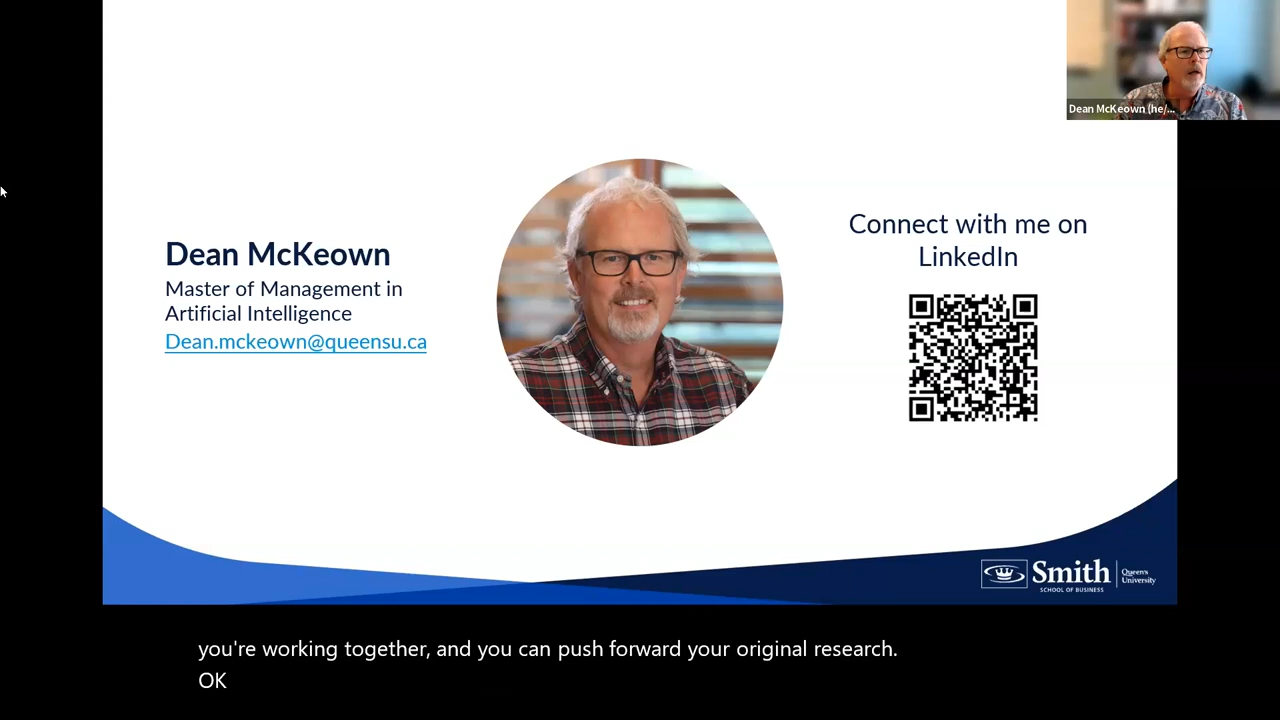 Dean McKeown (he/...
Dean McKeown
Master of Management in
Artificial Intelligence
Dean.mckeown@queensu.ca
Connect with me on
LinkedIn
Smith
SCHOOL OF BUSINESS
Queen's
University
you're working together, and you can push forward your original research.
OK